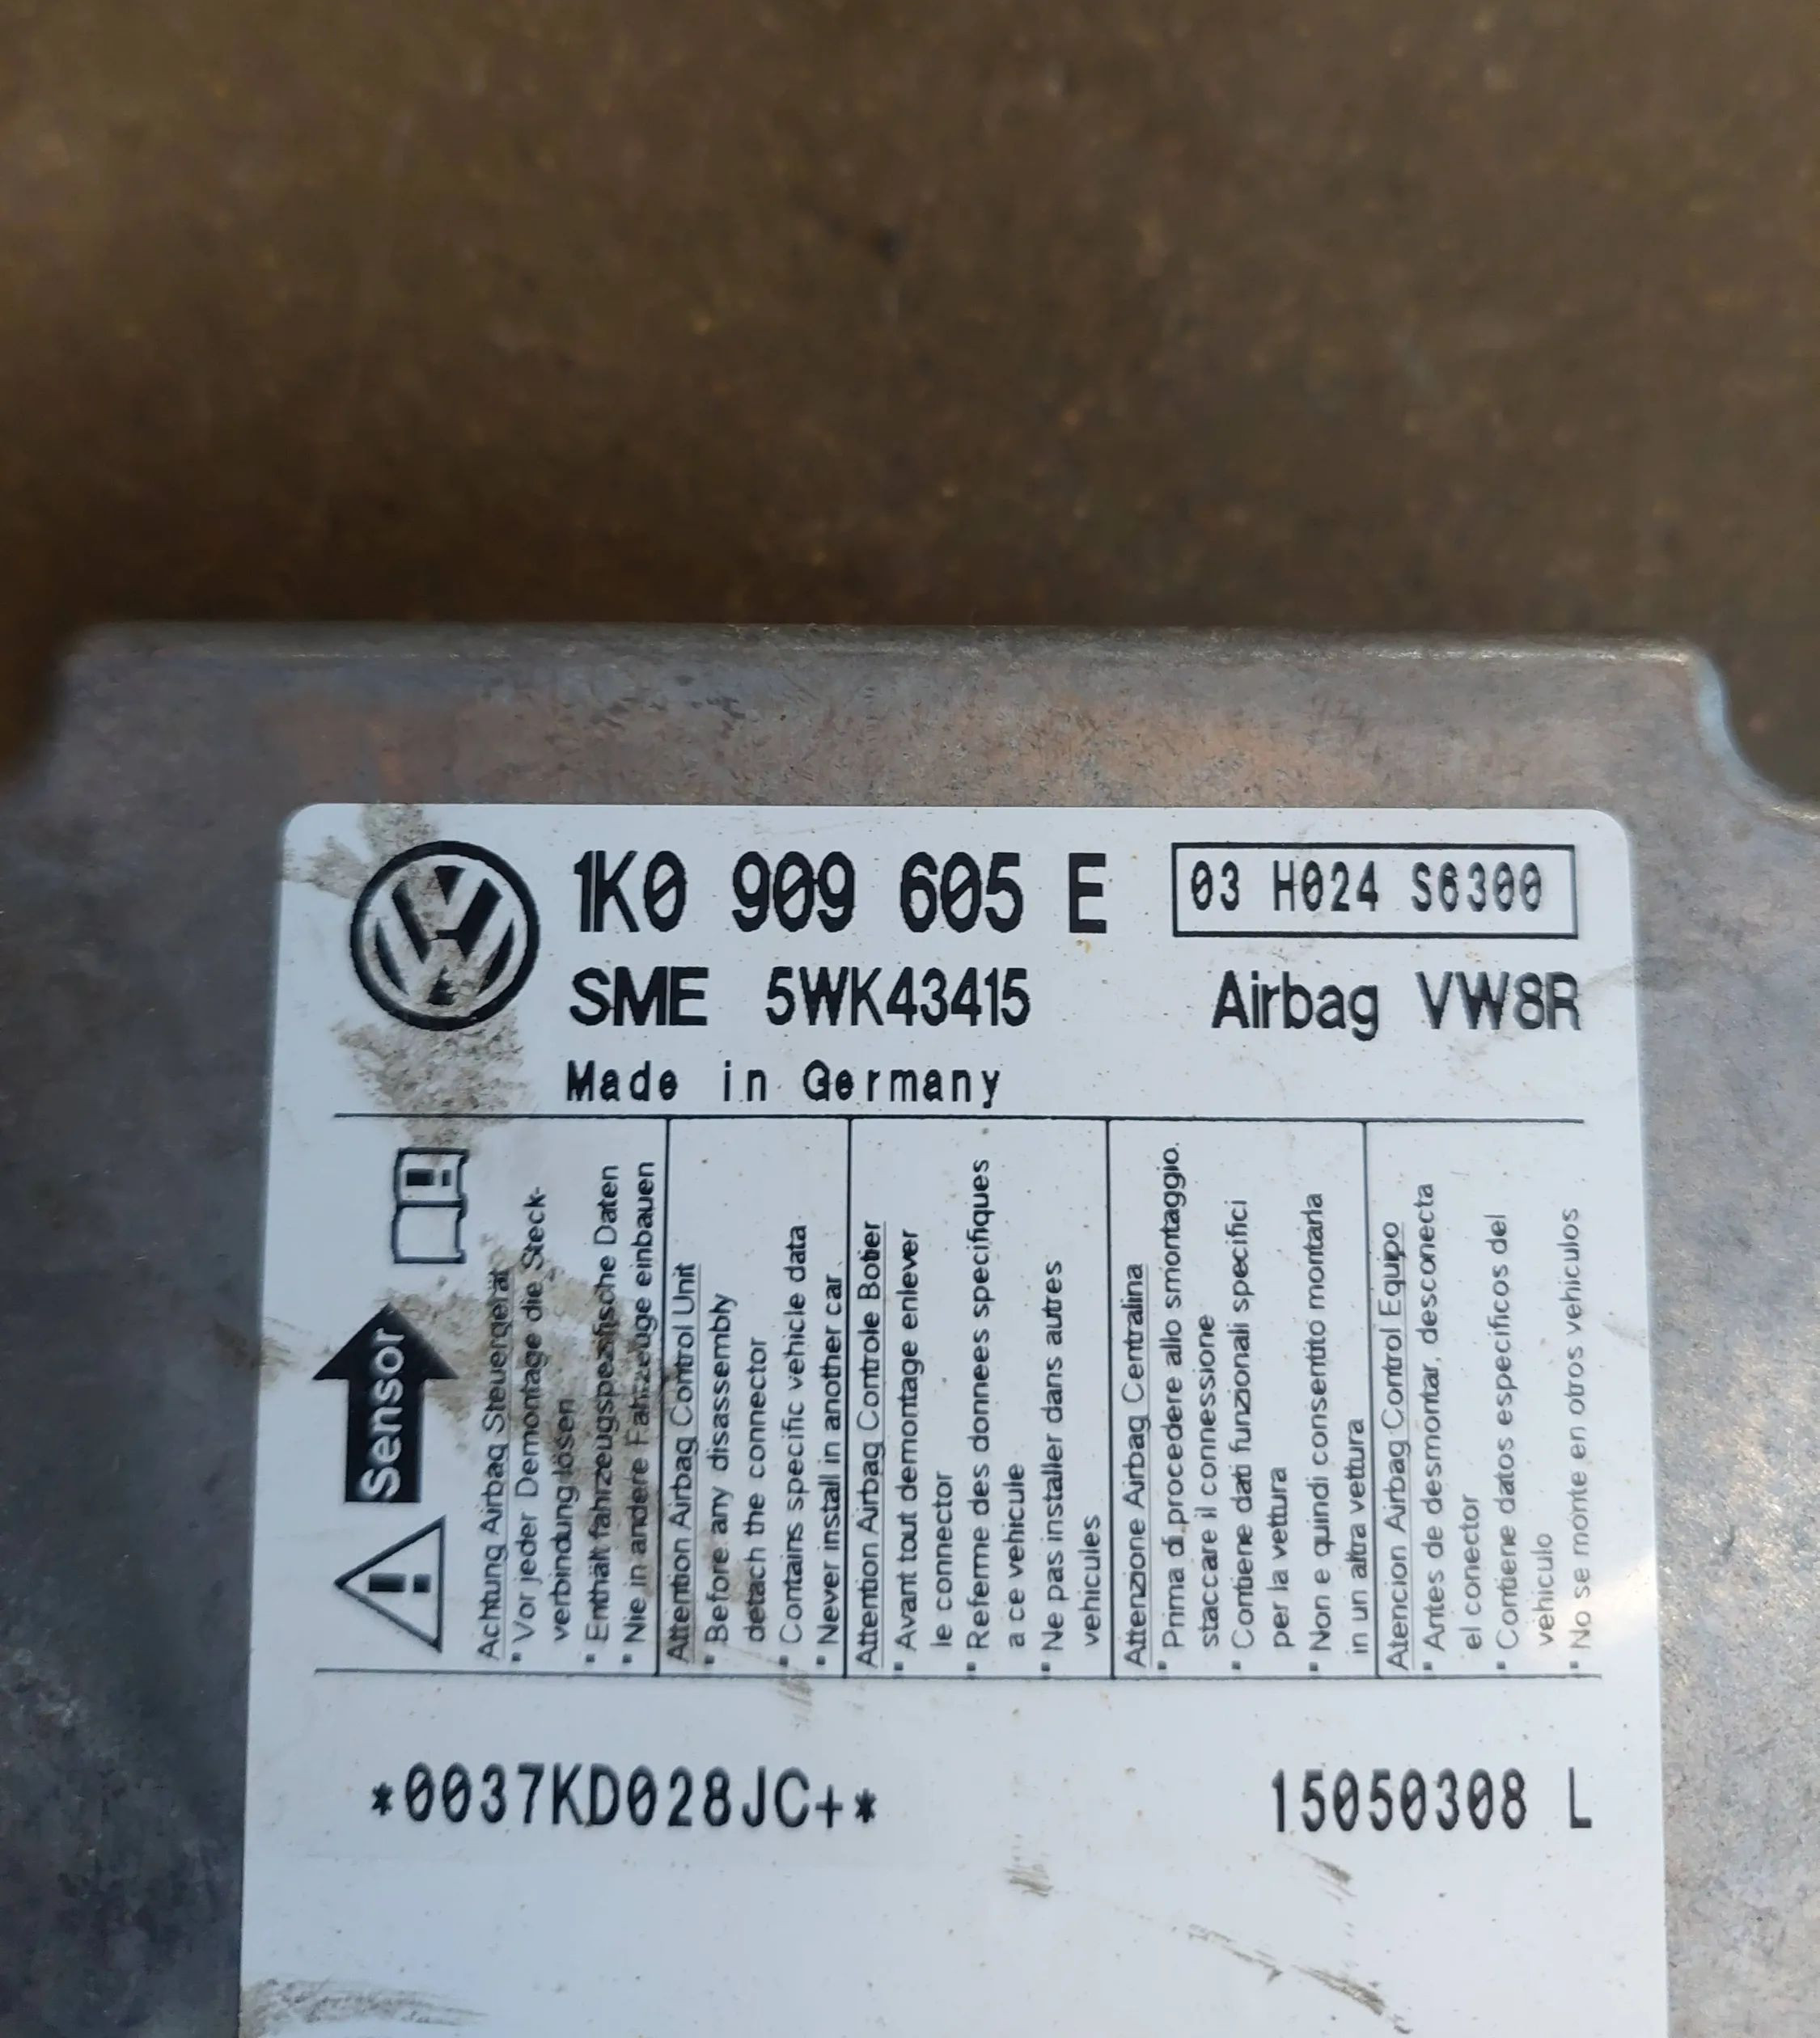 1K0 909 605 E
03 H024 S6300
SME 5WK43415
Airbag VW8R
Made in Germany
Sensor
Achtung Airbag Steuergerät
▪ Vor jeder Demontage die Steck-
verbindung lösen
▪ Enthält fahrzeugspezifische Daten
▪ Nie in andere Fahrzeuge einbauen
Attention Airbag Control Unit
▪ Before any disassembly
detach the connector
▪ Contains specific vehicle data
▪ Never install in another car
Attention Airbag Controle Boitier
▪ Avant tout demontage enlever
le connector
▪ Referme des donnees specifiques
a ce vehicule
▪ Ne pas installer dans autres
vehicules
Attenzione Airbag Centralina
▪ Prima di procedere allo smontaggio.
staccare il connessione
▪ Contiene dati funzionali specifici
per la vettura
▪ Non e quindi consentito montarla
in un altra vettura
Atencion Airbag Control Equipo
▪ Antes de desmontar, desconecta
el conector
▪ Contiene datos especificos del
vehiculo
▪ No se monte en otros vehiculos
*0037KD028JC+*
15050308 L